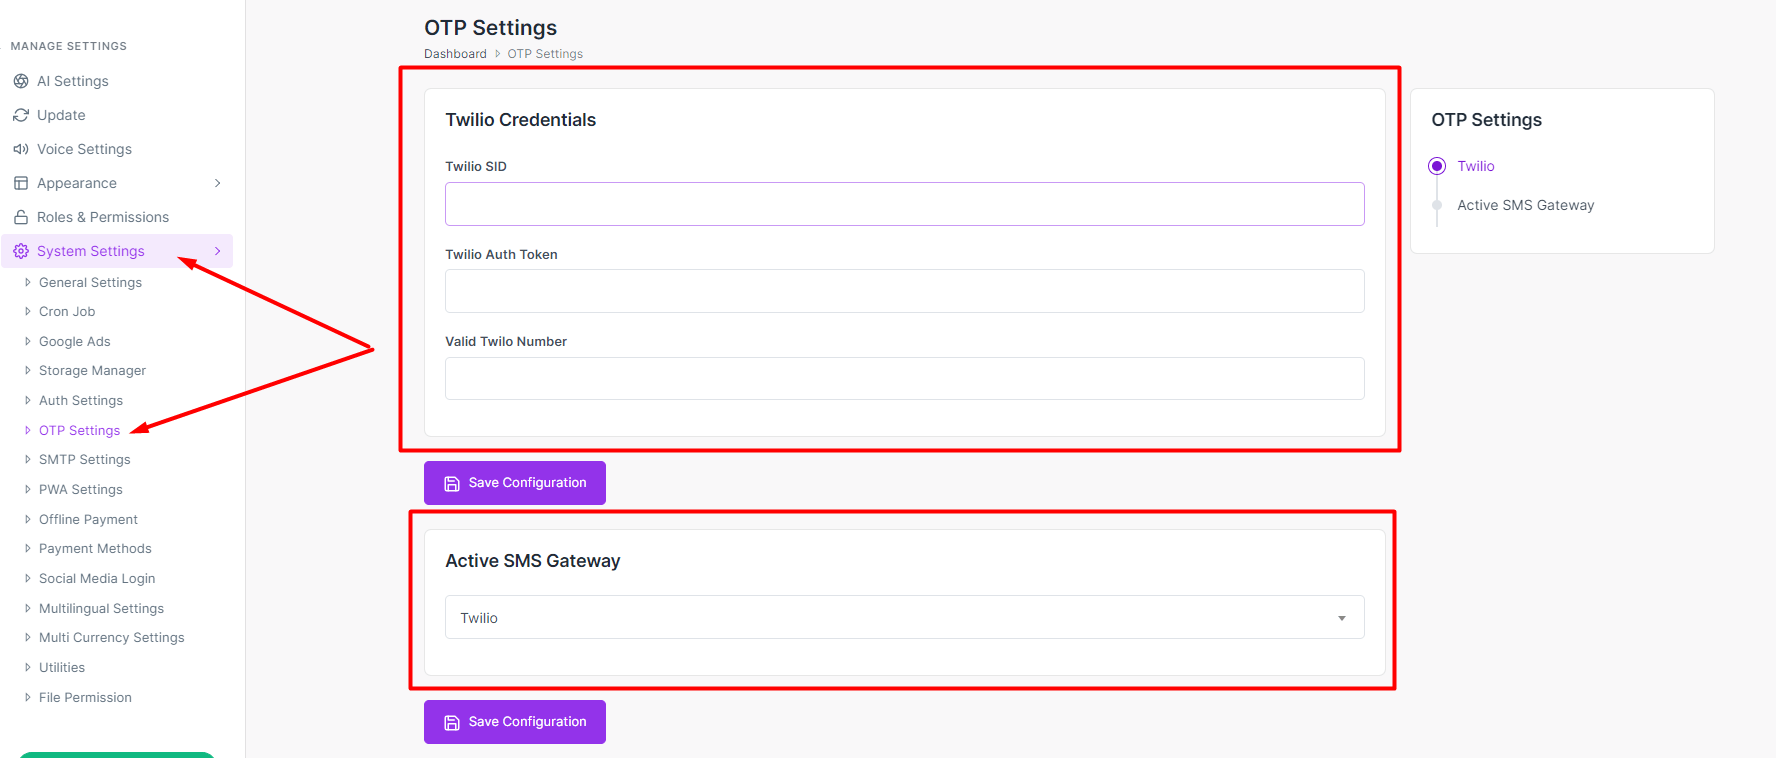 MANAGE SETTINGS
AI Settings
Update
Voice Settings
Appearance
Roles & Permissions
System Settings
General Settings
Cron Job
Google Ads
Storage Manager
Auth Settings
OTP Settings
SMTP Settings
PWA Settings
Offline Payment
Payment Methods
Social Media Login
Multilingual Settings
Multi Currency Settings
Utilities
File Permission
OTP Settings
Dashboard OTP Settings
Twilio Credentials
Twilio SID
Twilio Auth Token
Valid Twilo Number
Save Configuration
Active SMS Gateway
Twilio
Save Configuration
OTP Settings
Twilio
Active SMS Gateway